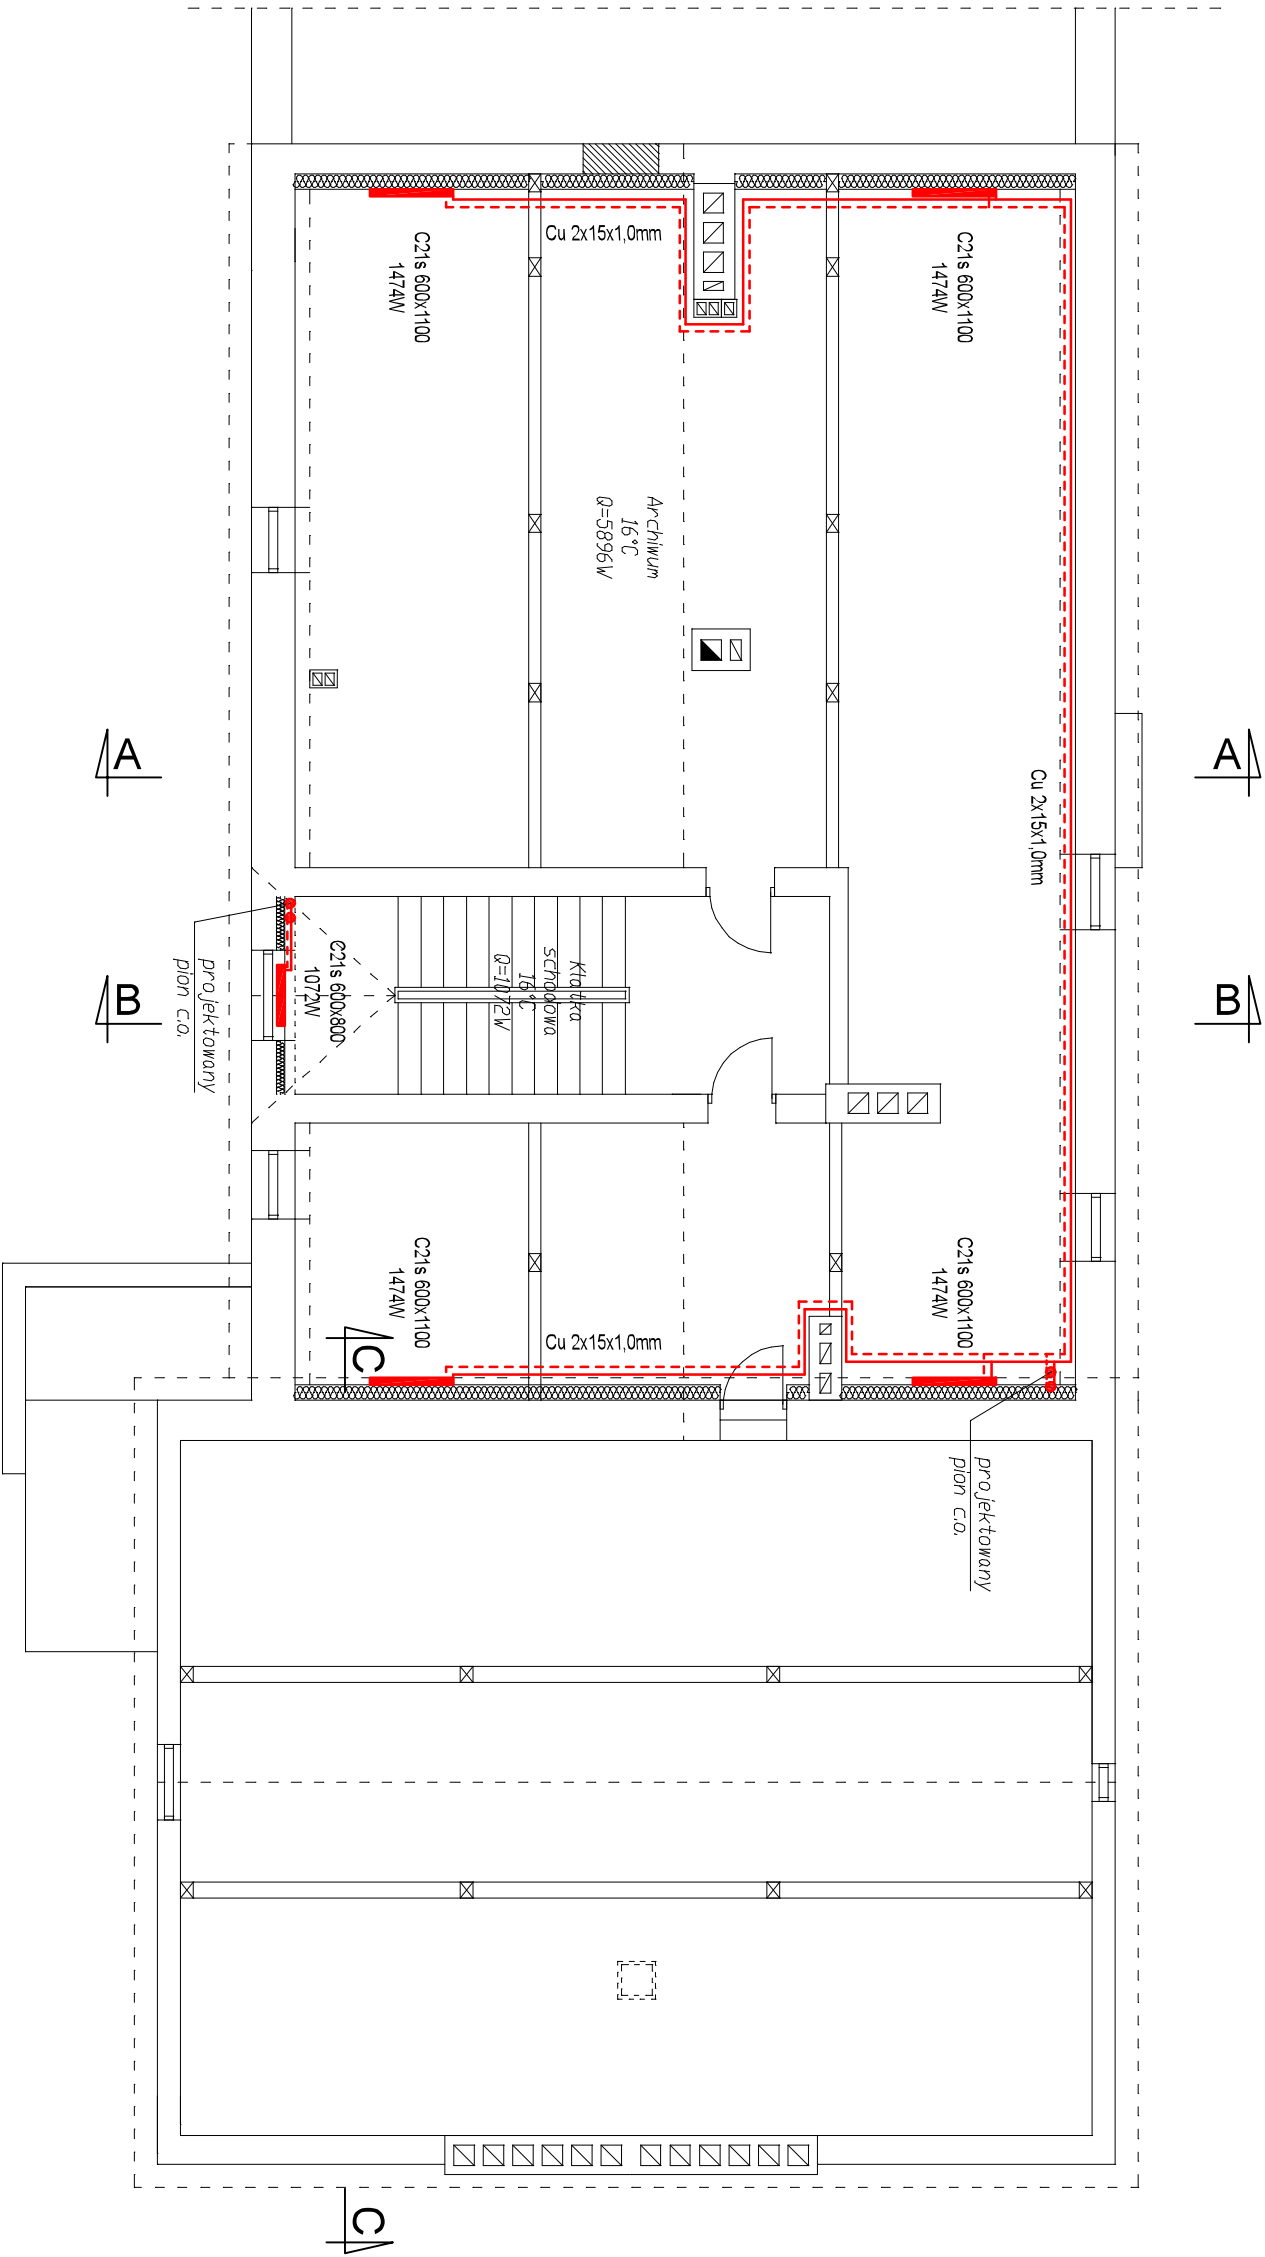 Cu 2x15x1,0mm
C21s 600x1100
1474W
C21s 600x1100
1474W
Archiwum
16°C
Q=5896W
A
A
Cu 2x15x1,0mm
B
B
C21s 600x800
1072W
Klatka
schodowa
16°C
Q=1072W
projektowany
pion c.o.
C21s 600x1100
1474W
C21s 600x1100
1474W
Cu 2x15x1,0mm
C
projektowany
pion c.o.
C